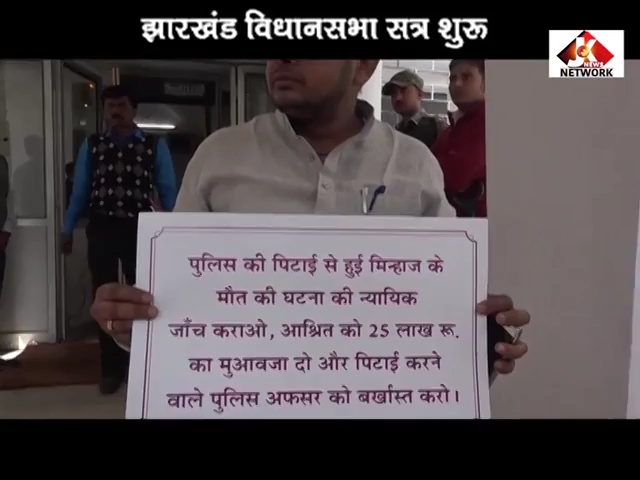 झारखंड विधानसभा सत्र शुरू
NEWS
NETWORK
पुलिस की पिटाई से हुई मिन्हाज के
मौत की घटना की न्यायिक
जाँच कराओ, आश्रित को 25 लाख रू.
का मुआवजा दो और पिटाई करने
वाले पुलिस अफसर को बर्खास्त करो।